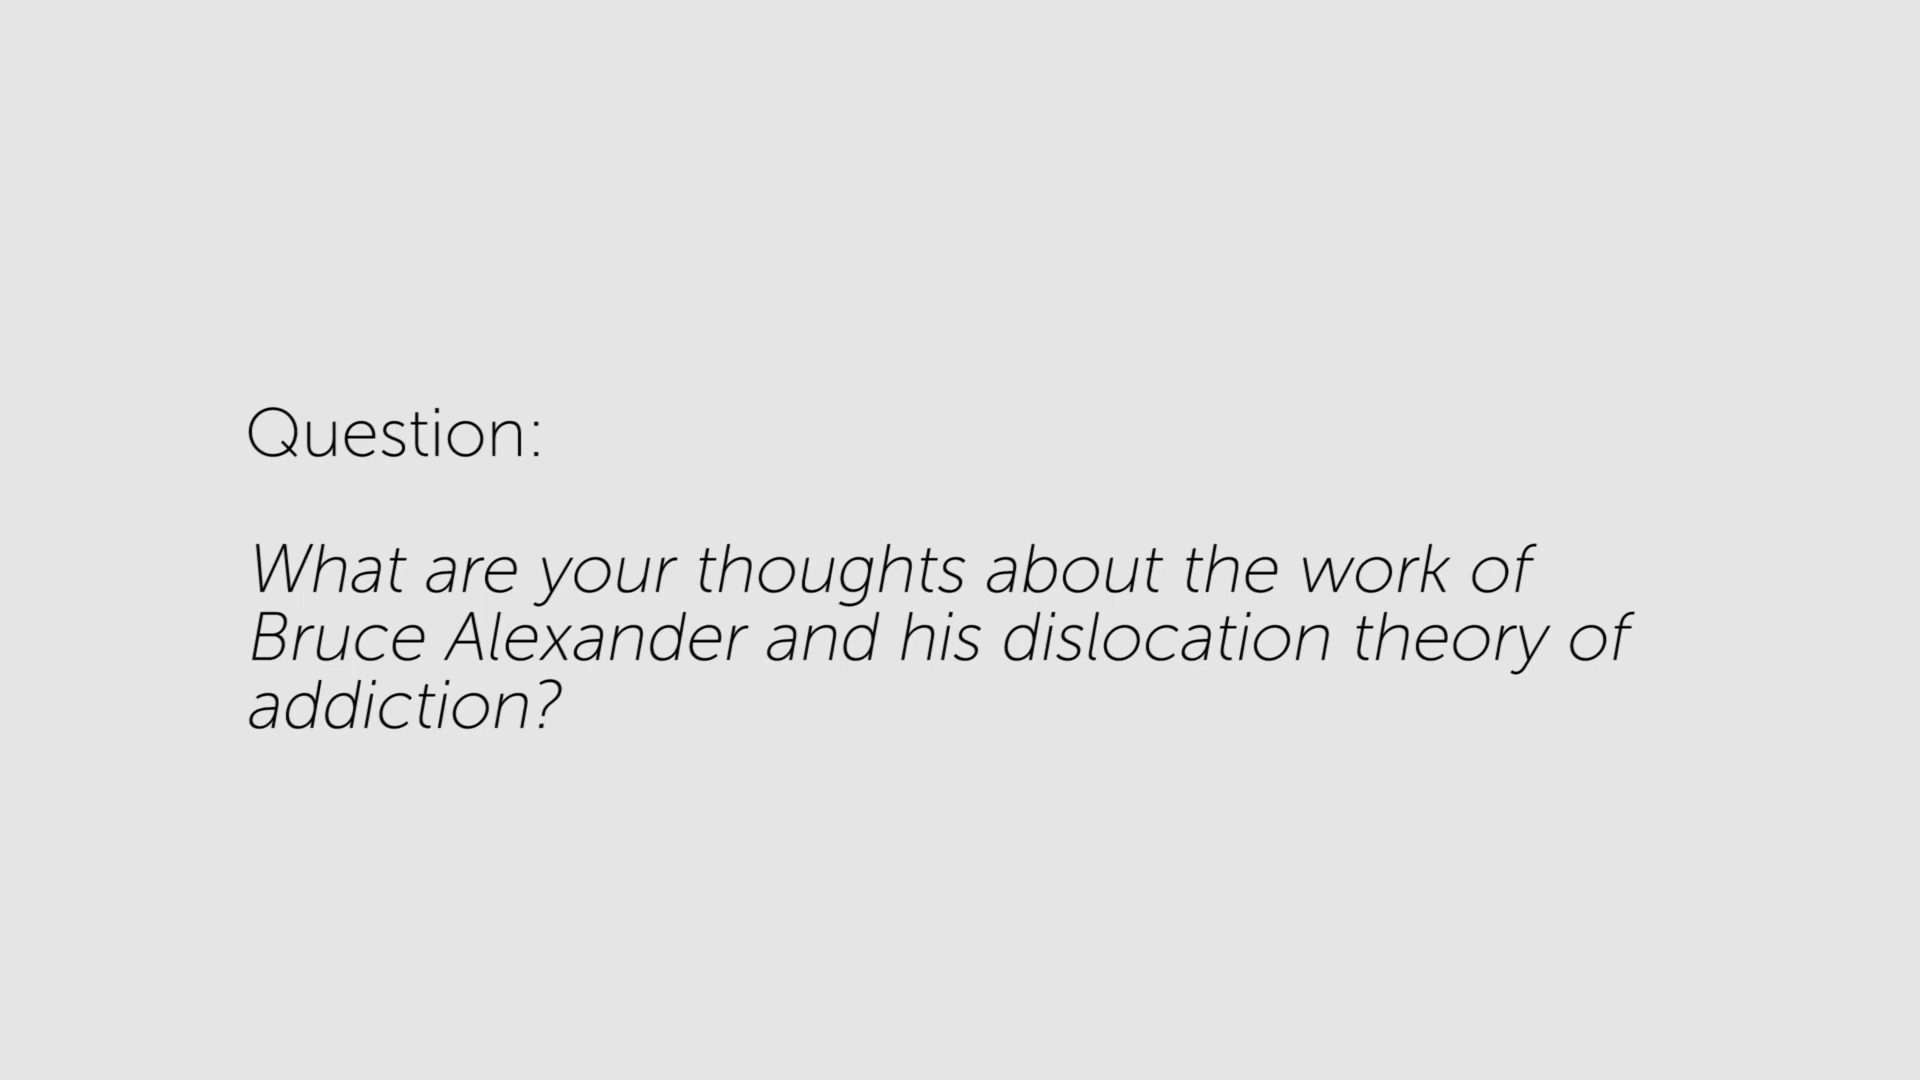 Question:
What are your thoughts about the work of
Bruce Alexander and his dislocation theory of
addiction?